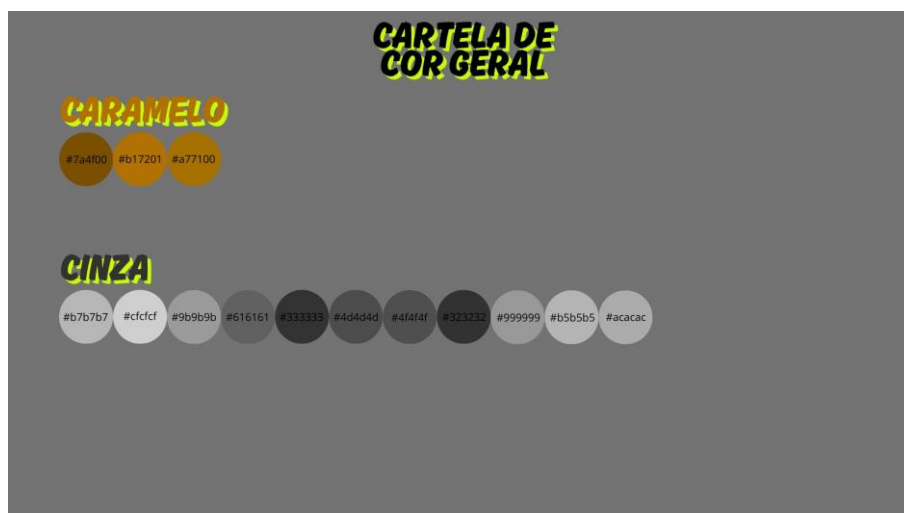 CARTELA DE
COR GERAL
CARAMELO
#7a4f00 #b17201 #a77100
CINZA
#b7b7b7 #cfcfcf #9b9b9b #616161 #333333 #4d4d4d #4f4f4f #323232 #999999 #b5b5b5 #acacac